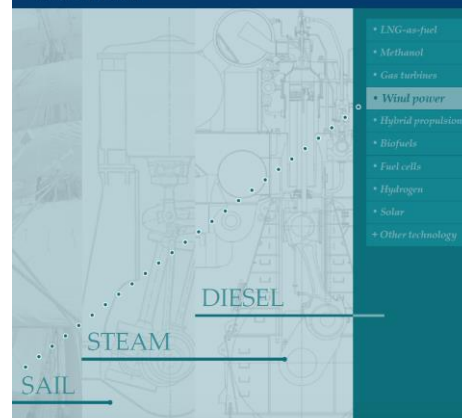 • LNG-as-fuel
• Methanol
• Gas turbines
• Wind power
• Hybrid propulsion
• Biofuels
• Fuel cells
• Hydrogen
• Solar
+ Other technology
DIESEL
STEAM
SAIL